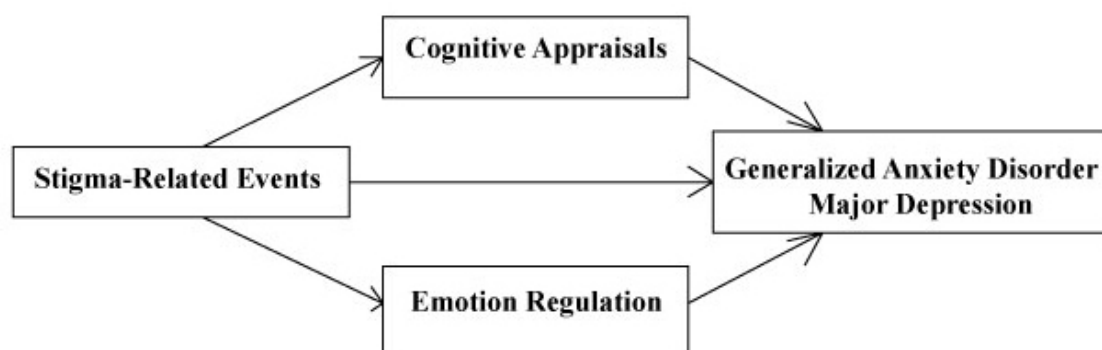 Cognitive Appraisals
Stigma-Related Events
Generalized Anxiety Disorder
Major Depression
Emotion Regulation